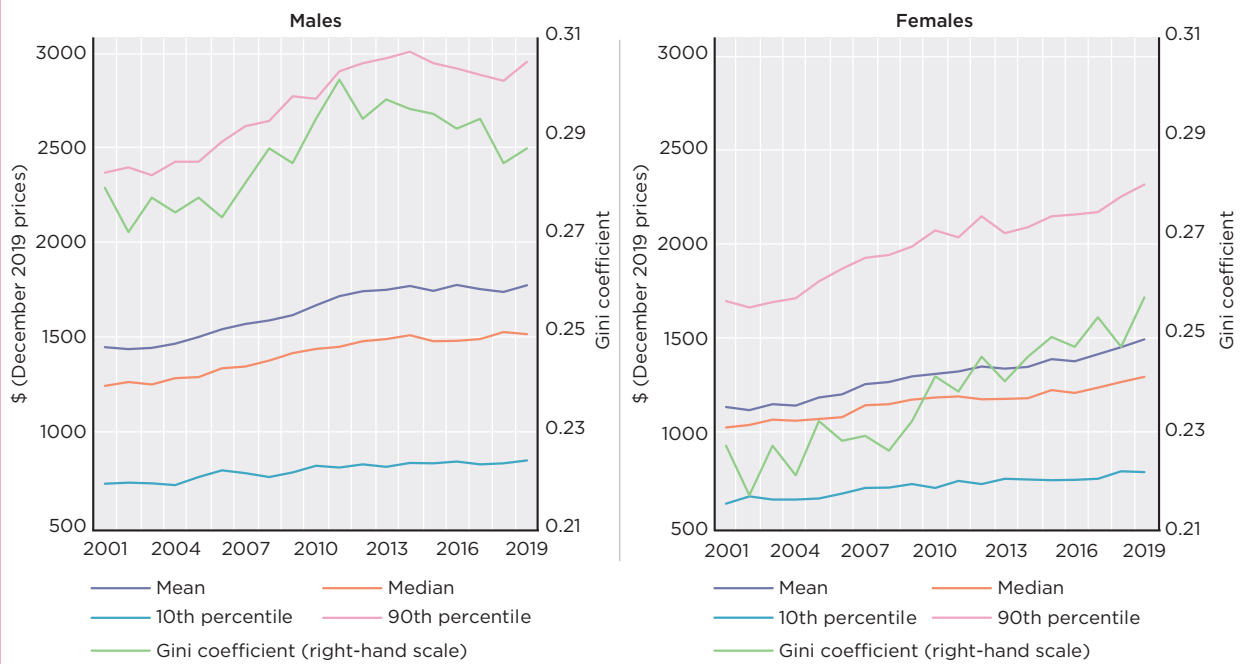 Males
3000
2500
2000
1500
1000
500
$ (December 2019 prices)
0.31
0.29
0.27
0.25
0.23
0.21
Gini coefficient
2001 2004 2007 2010 2013 2016 2019
Mean
Median
10th percentile
90th percentile
Gini coefficient (right-hand scale)
Females
3000
2500
2000
1500
1000
500
$ (December 2019 prices)
0.31
0.29
0.27
0.25
0.23
0.21
Gini coefficient
2001 2004 2007 2010 2013 2016 2019
Mean
Median
10th percentile
90th percentile
Gini coefficient (right-hand scale)